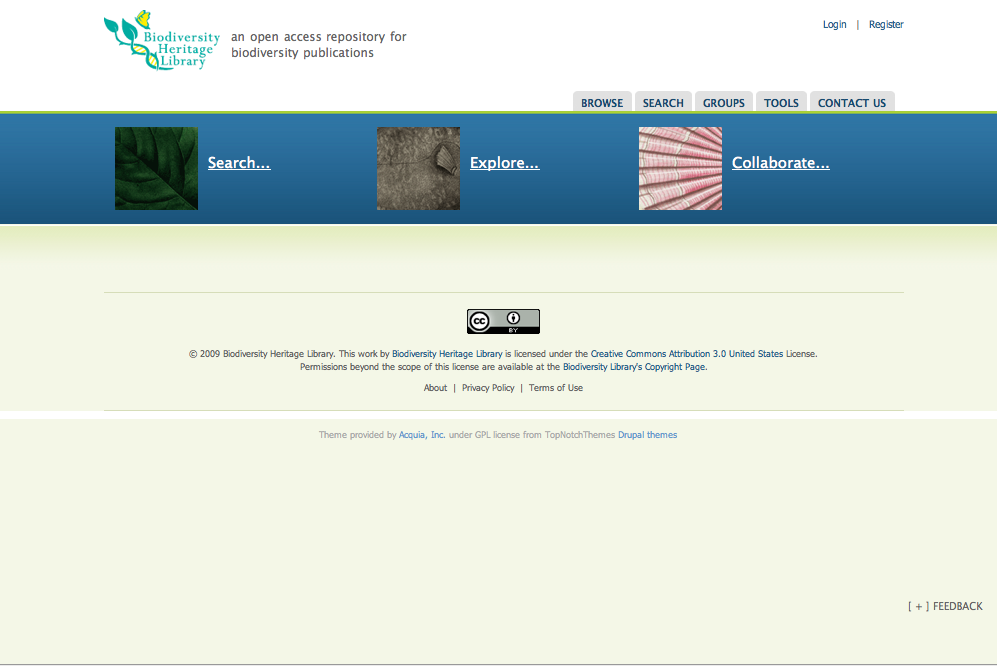 Biodiversity
Heritage
Library
an open access repository for
biodiversity publications
Login | Register
BROWSE SEARCH GROUPS TOOLS CONTACT US
Search... Explore... Collaborate...
cc BY
© 2009 Biodiversity Heritage Library. This work by Biodiversity Heritage Library is licensed under the Creative Commons Attribution 3.0 United States License.
Permissions beyond the scope of this license are available at the Biodiversity Library's Copyright Page.
About | Privacy Policy | Terms of Use
Theme provided by Acquia, Inc. under GPL license from TopNotchThemes Drupal themes
[ + ] FEEDBACK